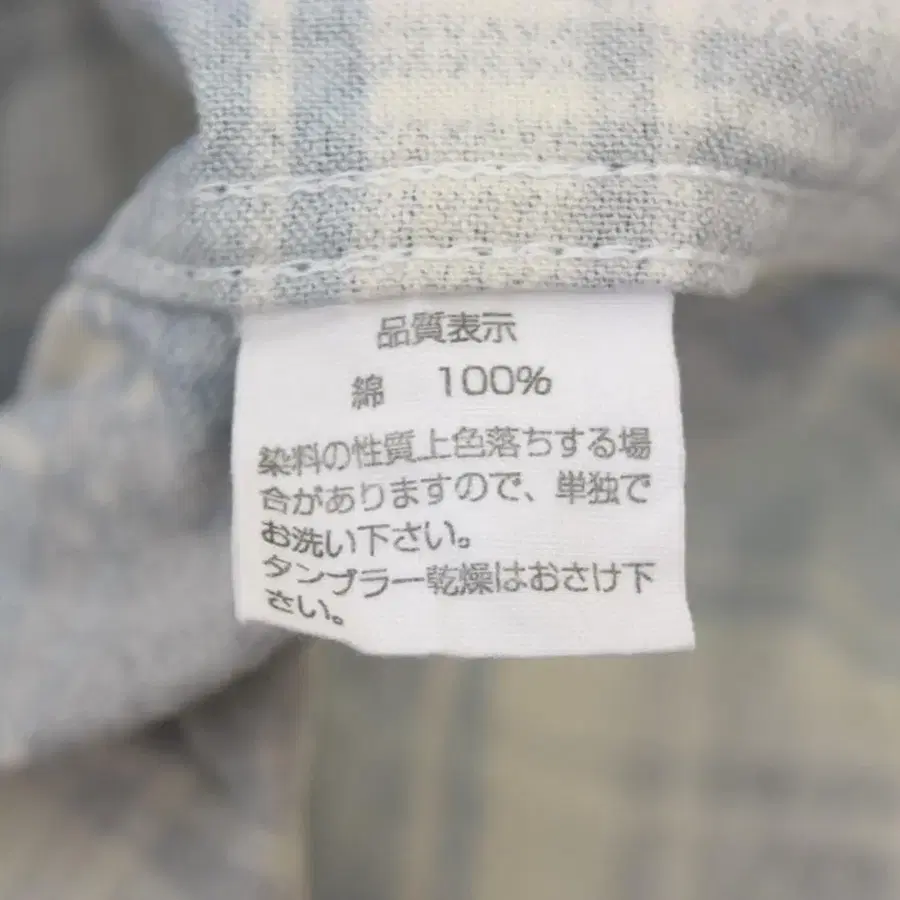 品質表示
綿 100%
染料の性質上色落ちする場
合がありますので、単独で
お洗い下さい。
タンブラー乾燥はおさけ下
さい。